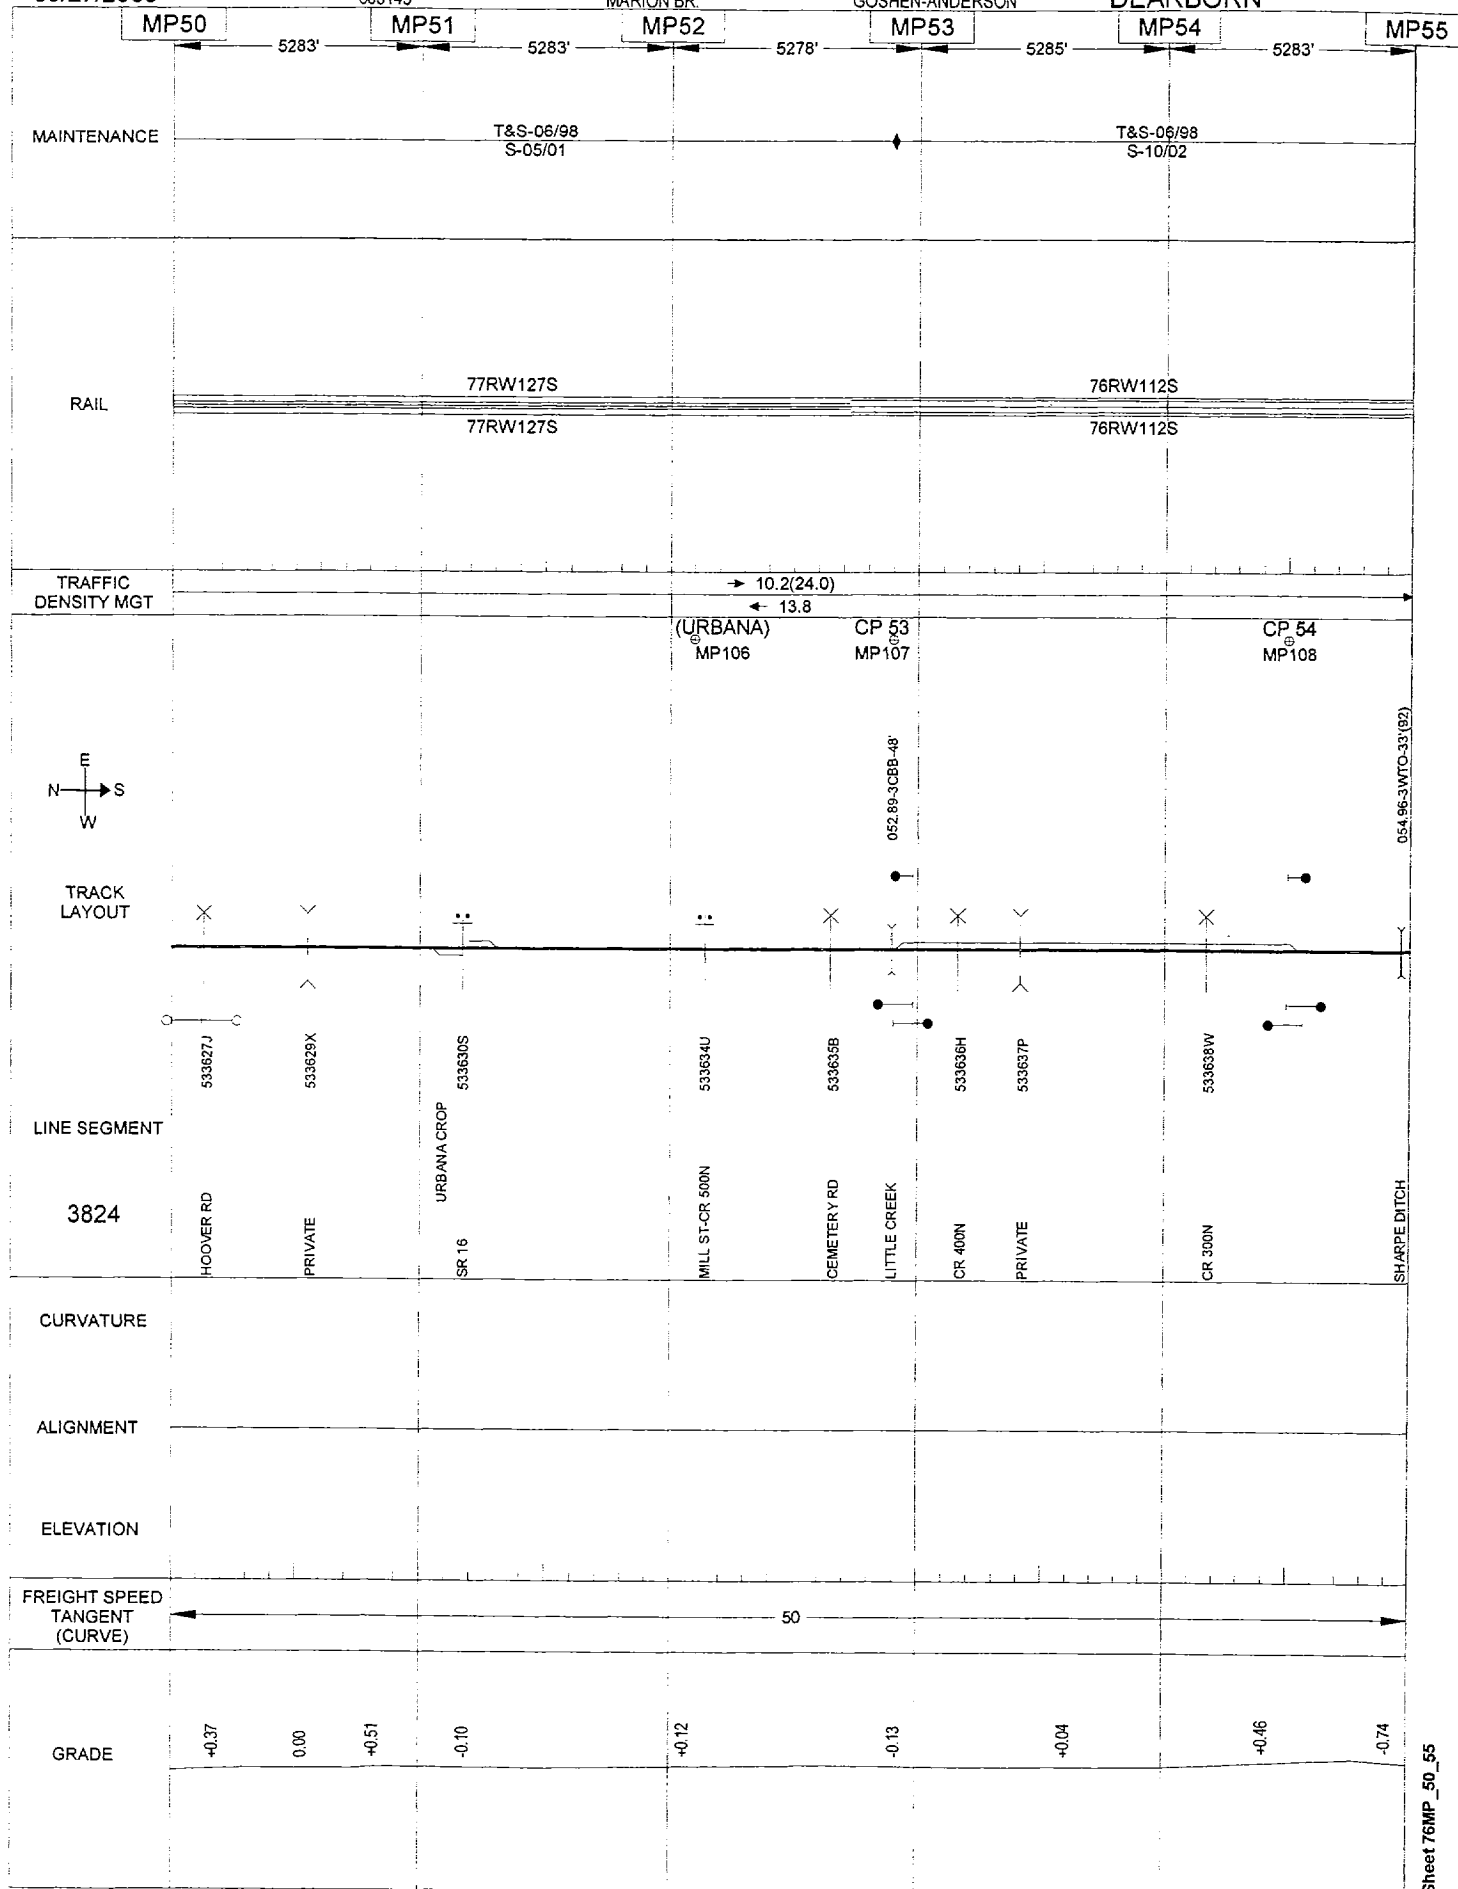 MARION BR.
GOSHEN-ANDERSON
DEARBORN
MP50 MP51 MP52 MP53 MP54 MP55
5283' 5283' 5278' 5285' 5283'
MAINTENANCE
T&S-06/98
S-05/01
T&S-06/98
S-10/02
RAIL
77RW127S
77RW127S
76RW112S
76RW112S
TRAFFIC
DENSITY MGT
10.2(24.0)
13.8
(URBANA)
MP106
CP 53
MP107
CP 54
MP108
E
N S
W
052.89-3CBB-48'
054.96-3WTO-33'(92)
TRACK
LAYOUT
533627J
533629X
533630S
533634U
533635B
533636H
533637P
533638W
LINE SEGMENT
3824
HOOVER RD
PRIVATE
URBANA CROP
SR 16
MILL ST-CR 500N
CEMETERY RD
LITTLE CREEK
CR 400N
PRIVATE
CR 300N
SHARPE DITCH
CURVATURE
ALIGNMENT
ELEVATION
FREIGHT SPEED
TANGENT
(CURVE)
50
GRADE
+0.37
0.00
+0.51
-0.10
+0.12
-0.13
+0.04
+0.46
-0.74
Sheet 76MP_50_55